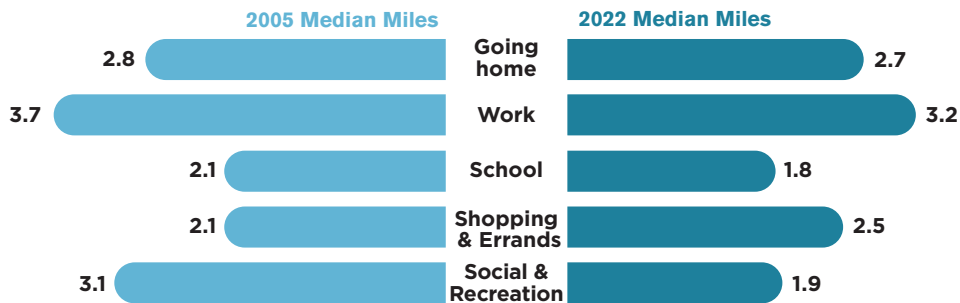 2005 Median Miles
2022 Median Miles
2.8
Going
home
2.7
3.7
Work
3.2
2.1
School
1.8
2.1
Shopping
& Errands
2.5
3.1
Social &
Recreation
1.9